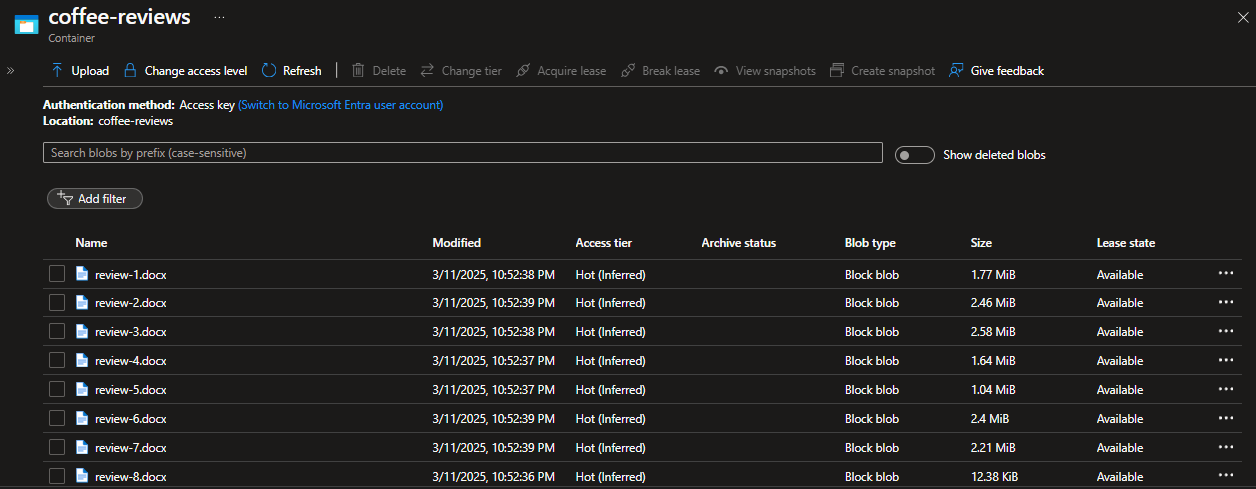 coffee-reviews ...
Container
Upload Change access level Refresh Delete Change tier Acquire lease Break lease View snapshots Create snapshot Give feedback
Authentication method: Access key (Switch to Microsoft Entra user account)
Location: coffee-reviews
Search blobs by prefix (case-sensitive) Show deleted blobs
Add filter
Name Modified Access tier Archive status Blob type Size Lease state
review-1.docx 3/11/2025, 10:52:38 PM Hot (Inferred) Block blob 1.77 MiB Available ...
review-2.docx 3/11/2025, 10:52:39 PM Hot (Inferred) Block blob 2.46 MiB Available ...
review-3.docx 3/11/2025, 10:52:38 PM Hot (Inferred) Block blob 2.58 MiB Available ...
review-4.docx 3/11/2025, 10:52:37 PM Hot (Inferred) Block blob 1.64 MiB Available ...
review-5.docx 3/11/2025, 10:52:37 PM Hot (Inferred) Block blob 1.04 MiB Available ...
review-6.docx 3/11/2025, 10:52:39 PM Hot (Inferred) Block blob 2.4 MiB Available ...
review-7.docx 3/11/2025, 10:52:39 PM Hot (Inferred) Block blob 2.21 MiB Available ...
review-8.docx 3/11/2025, 10:52:36 PM Hot (Inferred) Block blob 12.38 KiB Available ...